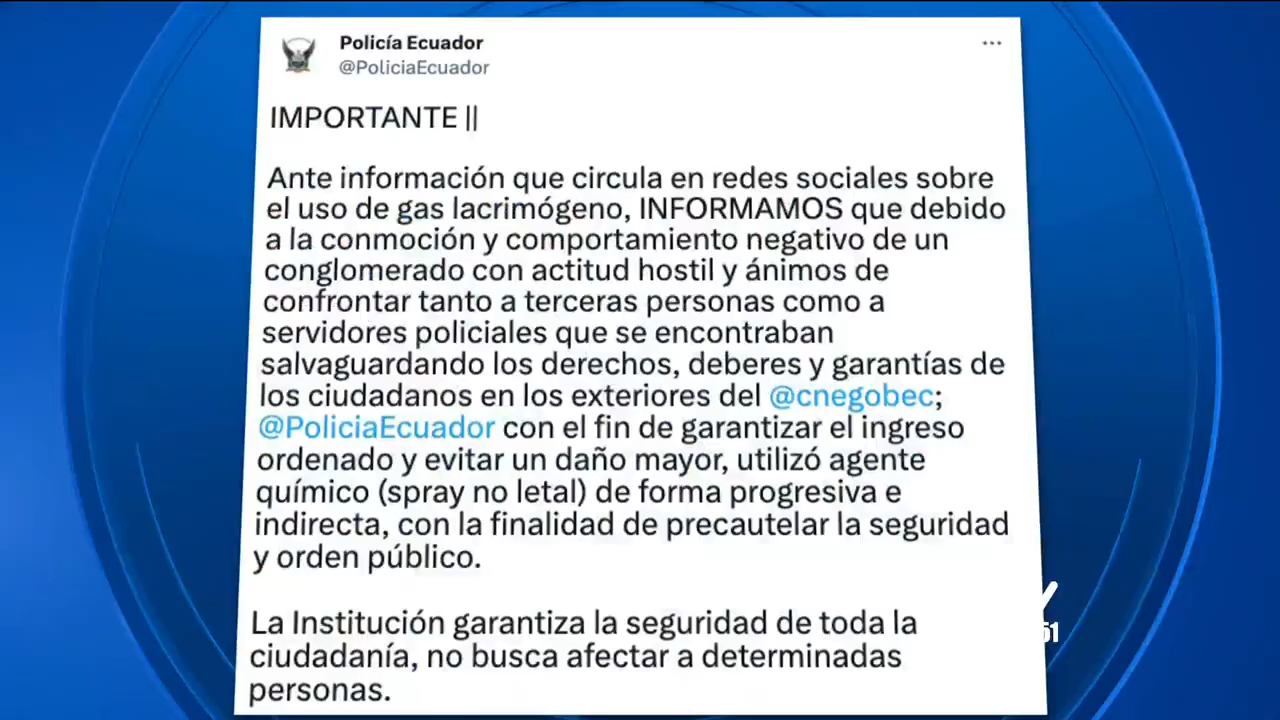 Policía Ecuador
@PoliciaEcuador
IMPORTANTE ||
Ante información que circula en redes sociales sobre
el uso de gas lacrimógeno, INFORMAMOS que debido
a la conmoción y comportamiento negativo de un
conglomerado con actitud hostil y ánimos de
confrontar tanto a terceras personas como a
servidores policiales que se encontraban
salvaguardando los derechos, deberes y garantías de
los ciudadanos en los exteriores del @cnegobec;
@PoliciaEcuador con el fin de garantizar el ingreso
ordenado y evitar un daño mayor, utilizó agente
químico (spray no letal) de forma progresiva e
indirecta, con la finalidad de precautelar la seguridad
y orden público.
La Institución garantiza la seguridad de toda la
ciudadanía, no busca afectar a determinadas
personas.
51